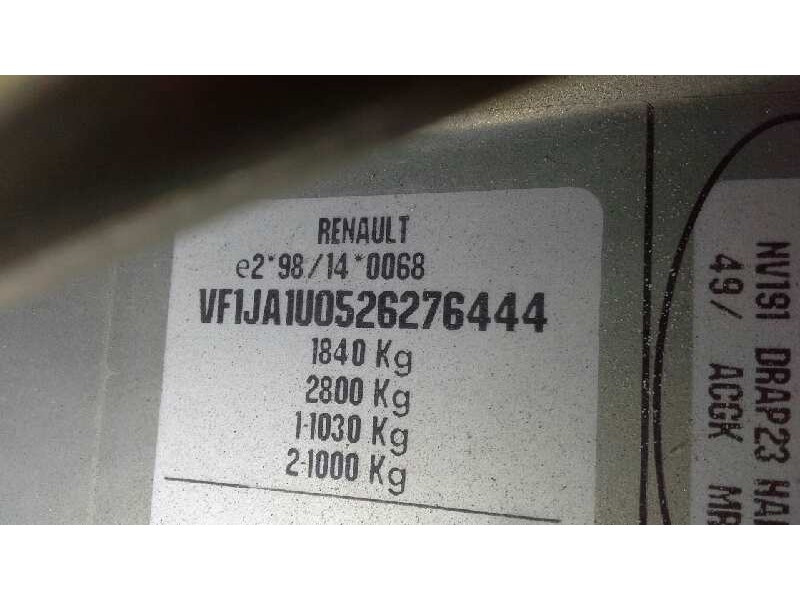 RENAULT
e2*98/14*0068
VF1JA1U0526276444
1840 Kg
2800 Kg
1-1030 Kg
2-1000 Kg
NV191 DRAP23
49/ ACCK